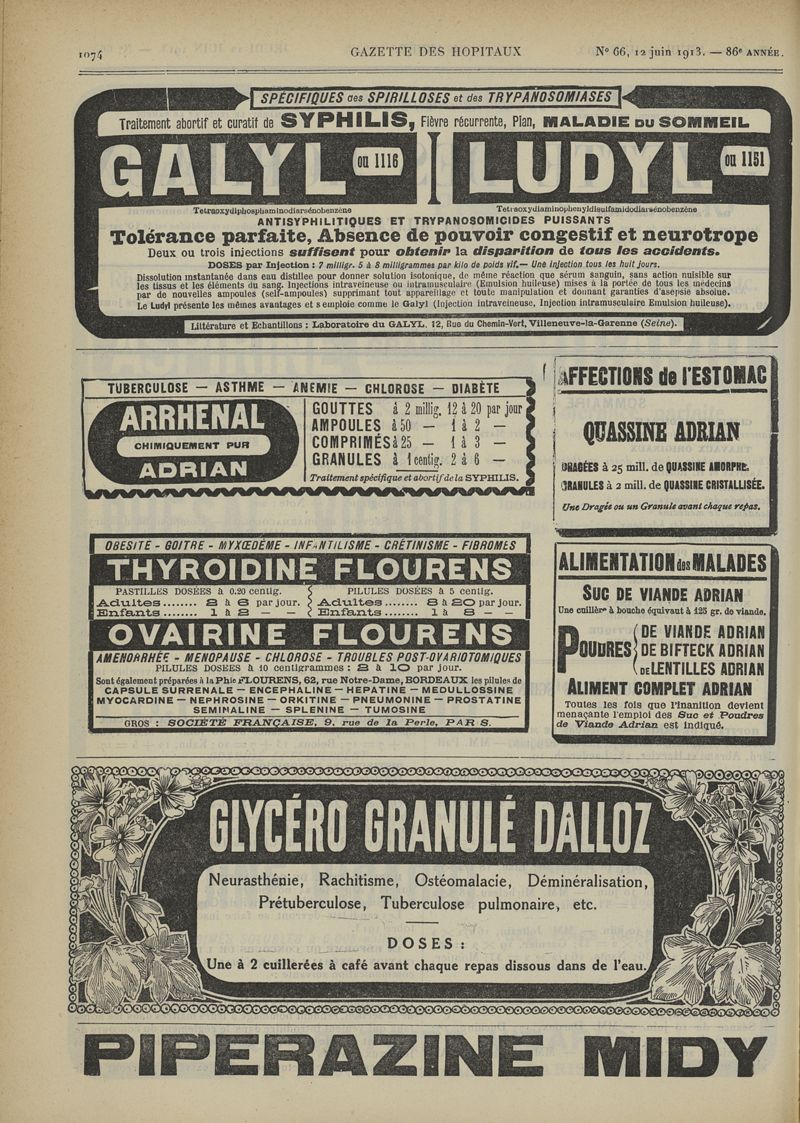 1074 GAZETTE DES HOPITAUX Nº 66, 12 juin 1913. — 86e ANNÉE.
SPÉCIFIQUES des SPIRILLOSES et des TRYPANOSOMIASES
Traitement abortif et curatif de SYPHILIS, Fièvre récurrente, Pian, MALADIE DU SOMMEIL
GALYL ou 1116 LUDYL ou 1151
Tetraoxydiphosphaminodiarsénobenzène Tetraoxydiaminophenyldisulfamidodiarsénobenzène
ANTISYPHILITIQUES ET TRYPANOSOMICIDES PUISSANTS
Tolérance parfaite, Absence de pouvoir congestif et neurotrope
Deux ou trois injections suffisent pour obtenir la disparition de tous les accidents.
DOSES par Injection : 7 millig. 5 à 8 milligrammes par kilo de poids vif. — Une injection tous les huit jours.
Dissolution instantanée dans eau distillee pour donner solution isotonique, de même réaction que sérum sanguin, sans action nuisible sur
les tissus et les éléments du sang. Injections intraveineuse ou intramusculaire (Emulsion huileuse) mises à la portée de tous les médecins
par de nouvelles ampoules (self-ampoules) supprimant tout appareillage et toute manipulation et donnant garanties d'asepsie absolue.
Le Ludyl présente les mêmes avantages et s'emploie comme le Galyl (Injection intraveineuse, Injection intramusculaire Emulsion huileuse).
Littérature et Echantillons : Laboratoire du GALYL, 12, Rue du Chemin-Vert, Villeneuve-la-Garenne (Seine).
TUBERCULOSE — ASTHME — ANEMIE — CHLOROSE — DIABÈTE
ARRHENAL
CHIMIQUEMENT PUR
ADRIAN
GOUTTES à 2 millig. 12 à 20 par jour
AMPOULES à 50 — 1 à 2 —
COMPRIMÉS à 25 — 1 à 3 —
GRANULES à 1 centig. 2 à 6 —
Traitement spécifique et abortif de la SYPHILIS.
AFFECTIONS de l'ESTOMAC
QUASSINE ADRIAN
DRAGÉES à 25 mill. de QUASSINE AMORPHE.
GRANULES à 2 mill. de QUASSINE CRISTALLISÉE.
Une Dragée ou un Granule avant chaque repas.
OBESITÉ - GOITRE - MYXŒDÈME - INFANTILISME - CRÉTINISME - FIBROMES
THYROIDINE FLOURENS
PASTILLES DOSÉES à 0.20 centig. PILULES DOSÉES à 5 centig.
Adultes........ 2 à 6 par jour. Adultes........ 8 à 20 par jour.
Enfants........ 1 à 2 — — Enfants........ 1 à 8 — —
OVAIRINE FLOURENS
AMENORRHÉE - MENOPAUSE - CHLOROSE - TROUBLES POST-OVARIOTOMIQUES
PILULES DOSÉES à 10 centigrammes : 2 à 10 par jour.
Sont également préparées à la Phie FLOURENS, 62, rue Notre-Dame, BORDEAUX les pilules de
CAPSULE SURRENALE — ENCEPHALINE — HEPATINE — MEDULLOSSINE
MYOCARDINE — NEPHROSINE — ORKITINE — PNEUMONINE — PROSTATINE
SEMINALINE — SPLENINE — TUMOSINE
GROS : SOCIÉTÉ FRANÇAISE, 9, rue de la Perle, PAR S.
ALIMENTATION des MALADES
SUC DE VIANDE ADRIAN
Une cuillère à bouche équivaut à 125 gr. de viande.
POUDRES DE VIANDE ADRIAN
DE BIFTECK ADRIAN
DE LENTILLES ADRIAN
ALIMENT COMPLET ADRIAN
Toutes les fois que l'inanition devient
menaçante l'emploi des Suc et Poudres
de Viande Adrian est indiqué.
GLYCÉRO GRANULÉ DALLOZ
Neurasthénie, Rachitisme, Ostéomalacie, Déminéralisation,
Prétuberculose, Tuberculose pulmonaire, etc.
DOSES :
Une à 2 cuillerées à café avant chaque repas dissous dans de l'eau.
PIPERAZINE MIDY